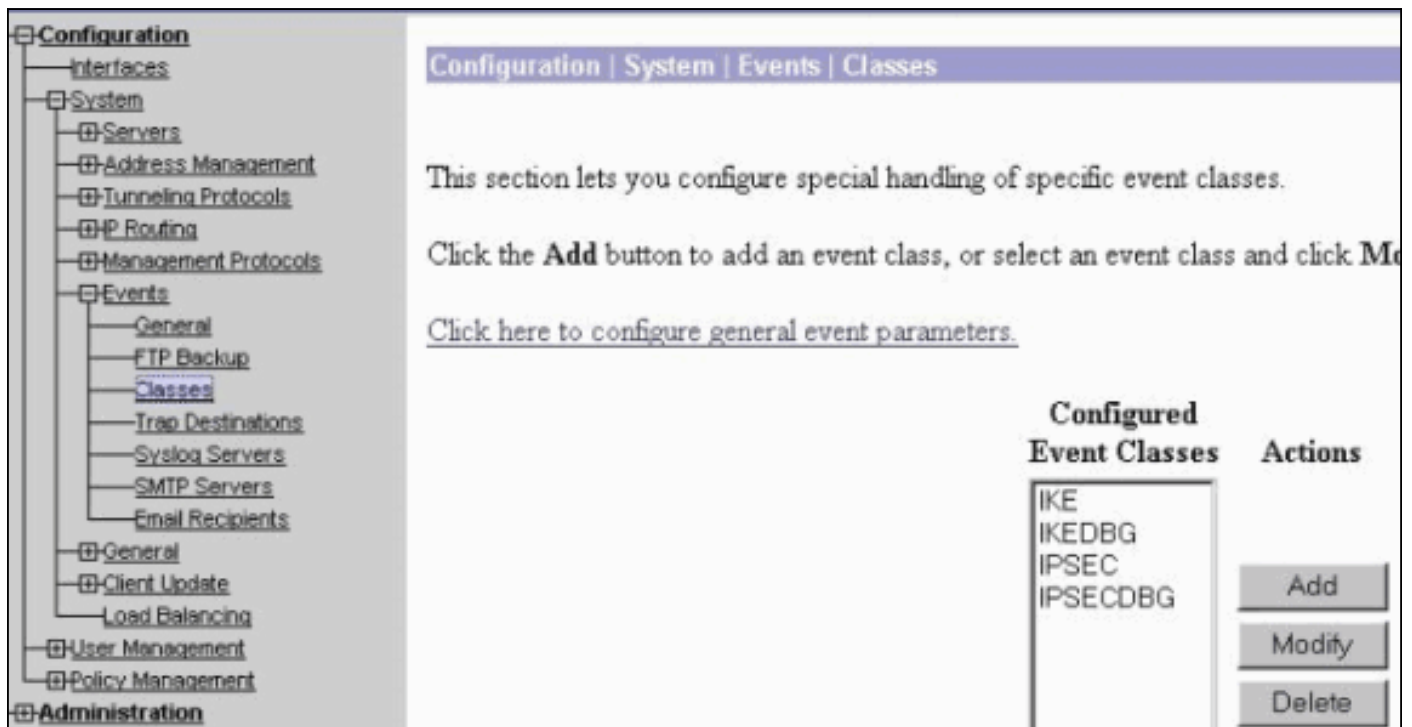 Configuration
Interfaces
System
Servers
Address Management
Tunneling Protocols
IP Routing
Management Protocols
Events
General
FTP Backup
Classes
Trap Destinations
Syslog Servers
SMTP Servers
Email Recipients
General
Client Update
Load Balancing
User Management
Policy Management
Administration
Configuration | System | Events | Classes
This section lets you configure special handling of specific event classes.
Click the Add button to add an event class, or select an event class and click Mo
Click here to configure general event parameters.
Configured
Event Classes
Actions
IKE
IKEDBG
IPSEC
IPSECDBG
Add
Modify
Delete